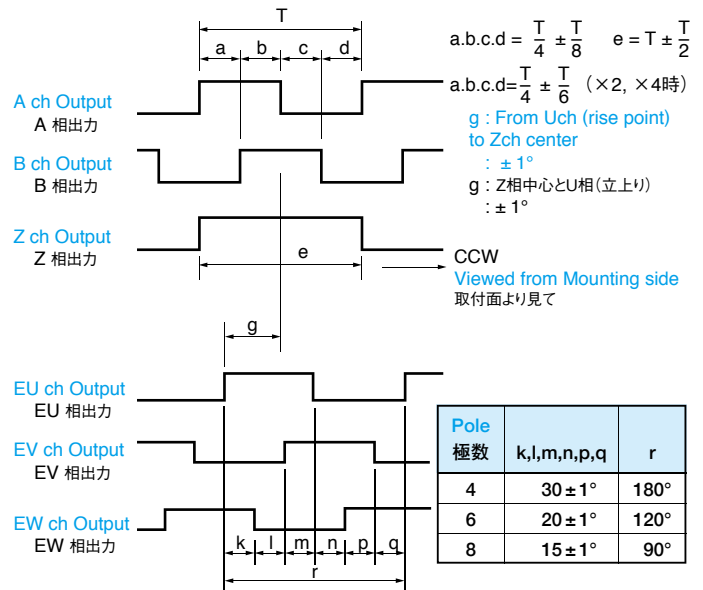 T
a b c d
a.b.c.d = T/4 ± T/8 e = T ± T/2
a.b.c.d= T/4 ± T/6 (×2, ×4時)
A ch Output
A 相出力
g : From Uch (rise point)
to Zch center
: ± 1°
B ch Output
B 相出力
g : Z相中心とU相(立上り)
: ± 1°
Z ch Output
Z 相出力
e
CCW
Viewed from Mounting side
取付面より見て
g
EU ch Output
EU 相出力
EV ch Output
EV 相出力
EW ch Output
EW 相出力
k l m n p q
r
Pole
極数 k,l,m,n,p,q r
4 30±1° 180°
6 20±1° 120°
8 15±1° 90°